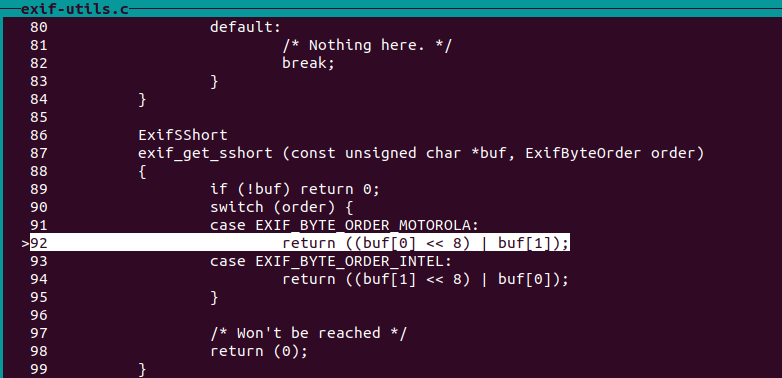 exif-utils.c
80 default:
81 /* Nothing here. */
82 break;
83 }
84 }
85
86 ExifSShort
87 exif_get_sshort (const unsigned char *buf, ExifByteOrder order)
88 {
89 if (!buf) return 0;
90 switch (order) {
91 case EXIF_BYTE_ORDER_MOTOROLA:
>92 return ((buf[0] << 8) | buf[1]);
93 case EXIF_BYTE_ORDER_INTEL:
94 return ((buf[1] << 8) | buf[0]);
95 }
96
97 /* Won't be reached */
98 return (0);
99 }